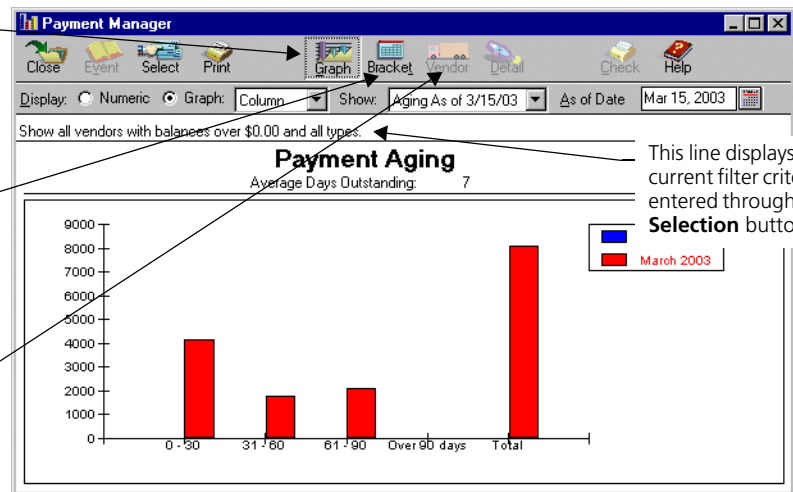 Payment Manager
Close Event Select Print Graph Bracket Vendor Detail Check Help
Display: Numeric Graph: Column Show: Aging As of 3/15/03 As of Date Mar 15, 2003
Show all vendors with balances over $0.00 and all types.
Payment Aging
Average Days Outstanding: 7
This line displays
current filter crite
entered through
Selection butto
March 2003
9000
8000
7000
6000
5000
4000
3000
2000
1000
0
0 - 30 31 - 60 61 - 90 Over 90 days Total